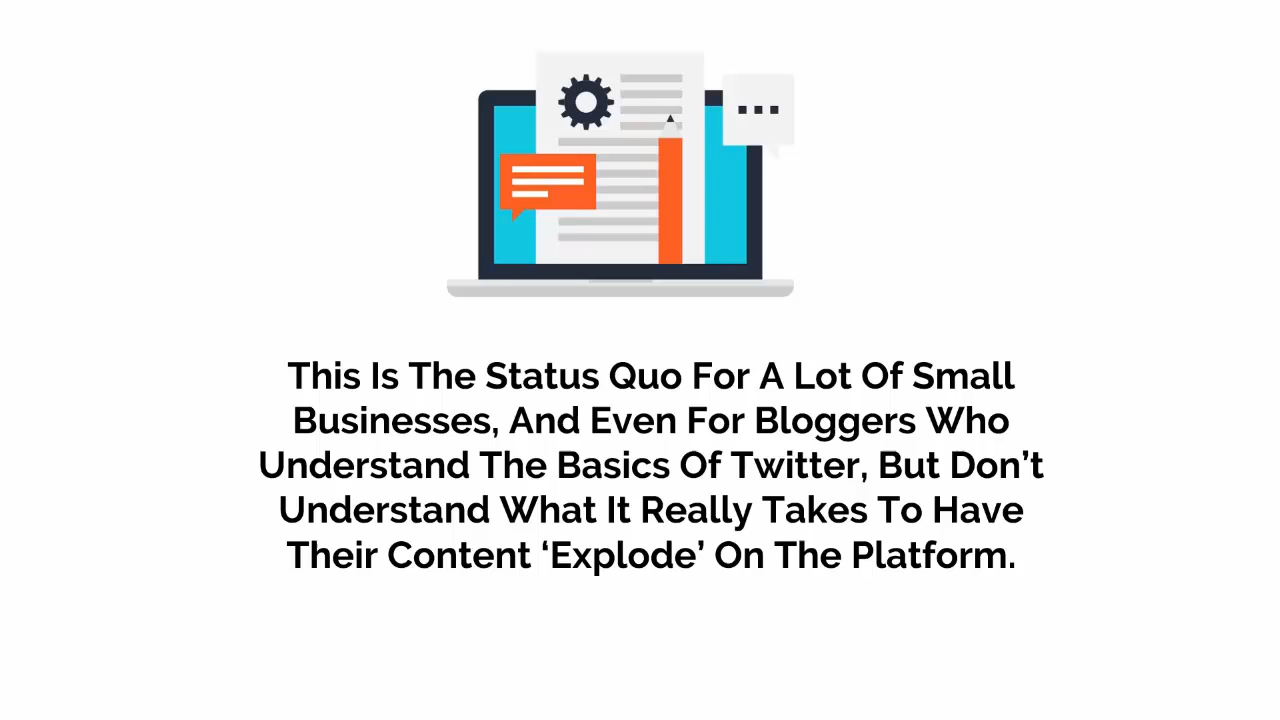 This Is The Status Quo For A Lot Of Small
Businesses, And Even For Bloggers Who
Understand The Basics Of Twitter, But Don’t
Understand What It Really Takes To Have
Their Content ‘Explode’ On The Platform.